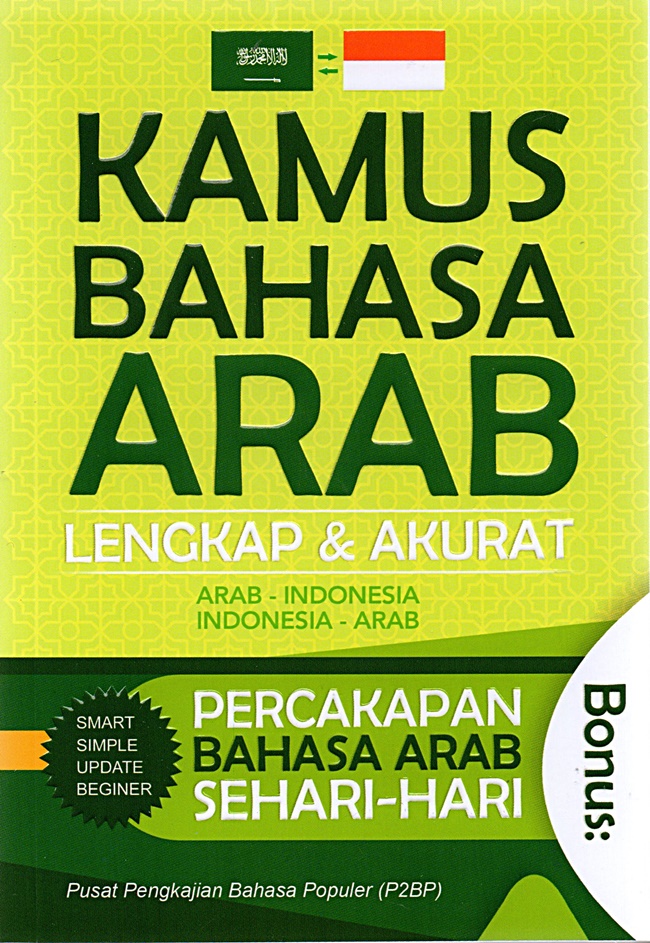 KAMUS
BAHASA
ARAB
LENGKAP & AKURAT
ARAB - INDONESIA
INDONESIA - ARAB
SMART
SIMPLE
UPDATE
BEGINER
PERCAKAPAN
BAHASA ARAB
SEHARI-HARI
Bonus:
Pusat Pengkajian Bahasa Populer (P2BP)